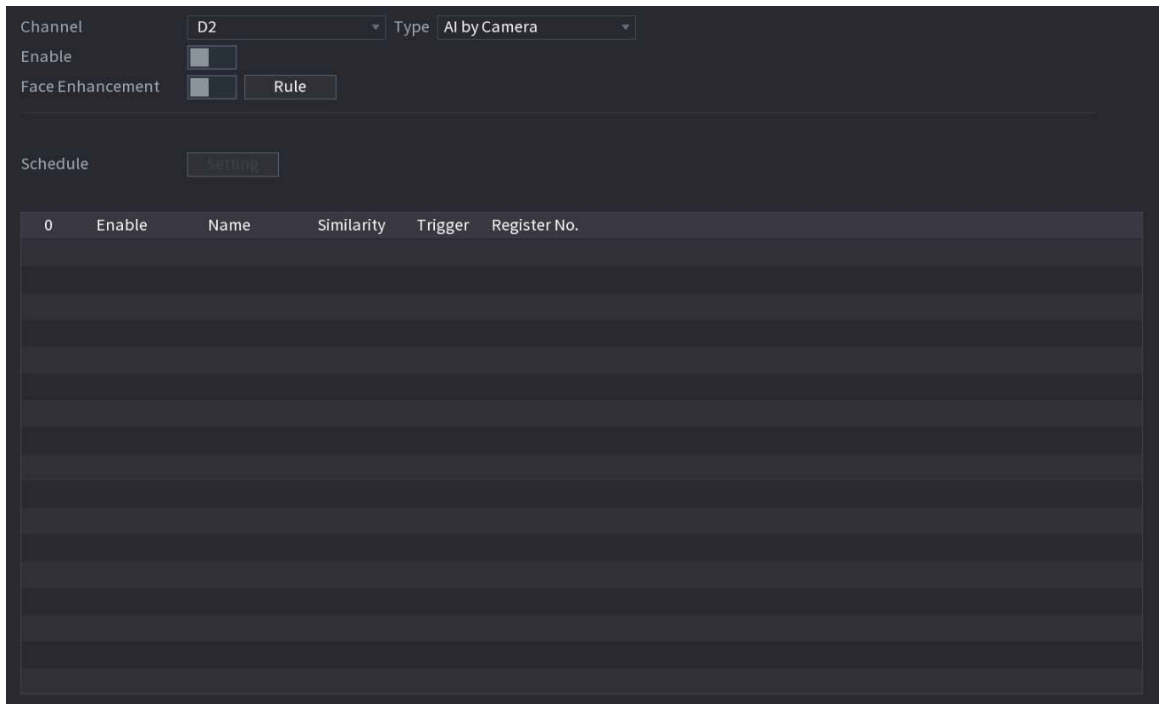 Channel D2 Type AI by Camera
Enable
Face Enhancement Rule
Schedule Setting
0 Enable Name Similarity Trigger Register No.